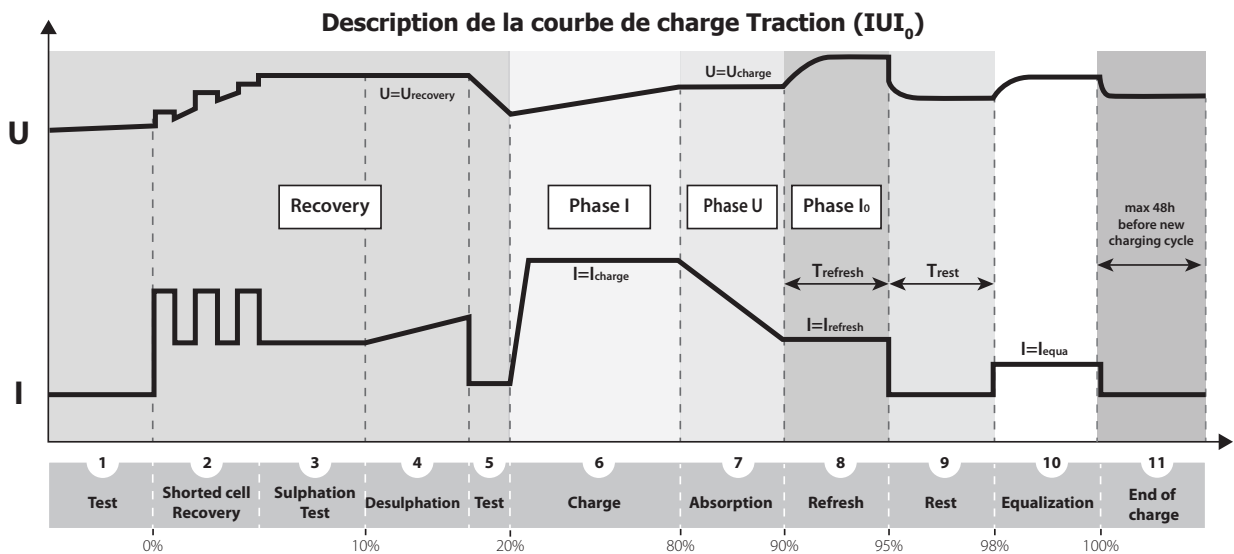 Description de la courbe de charge Traction (IUI0)
U
U=Urecovery
U=Ucharge
Recovery
Phase I
Phase U
Phase I0
max 48h
before new
charging cycle
Trefresh
Trest
I=Icharge
I=Irefresh
I=Iequa
I
1
2
3
4
5
6
7
8
9
10
11
Test
Shorted cell
Recovery
Sulphation
Test
Desulphation
Test
Charge
Absorption
Refresh
Rest
Equalization
End of
charge
0%
10%
20%
80%
90%
95%
98%
100%